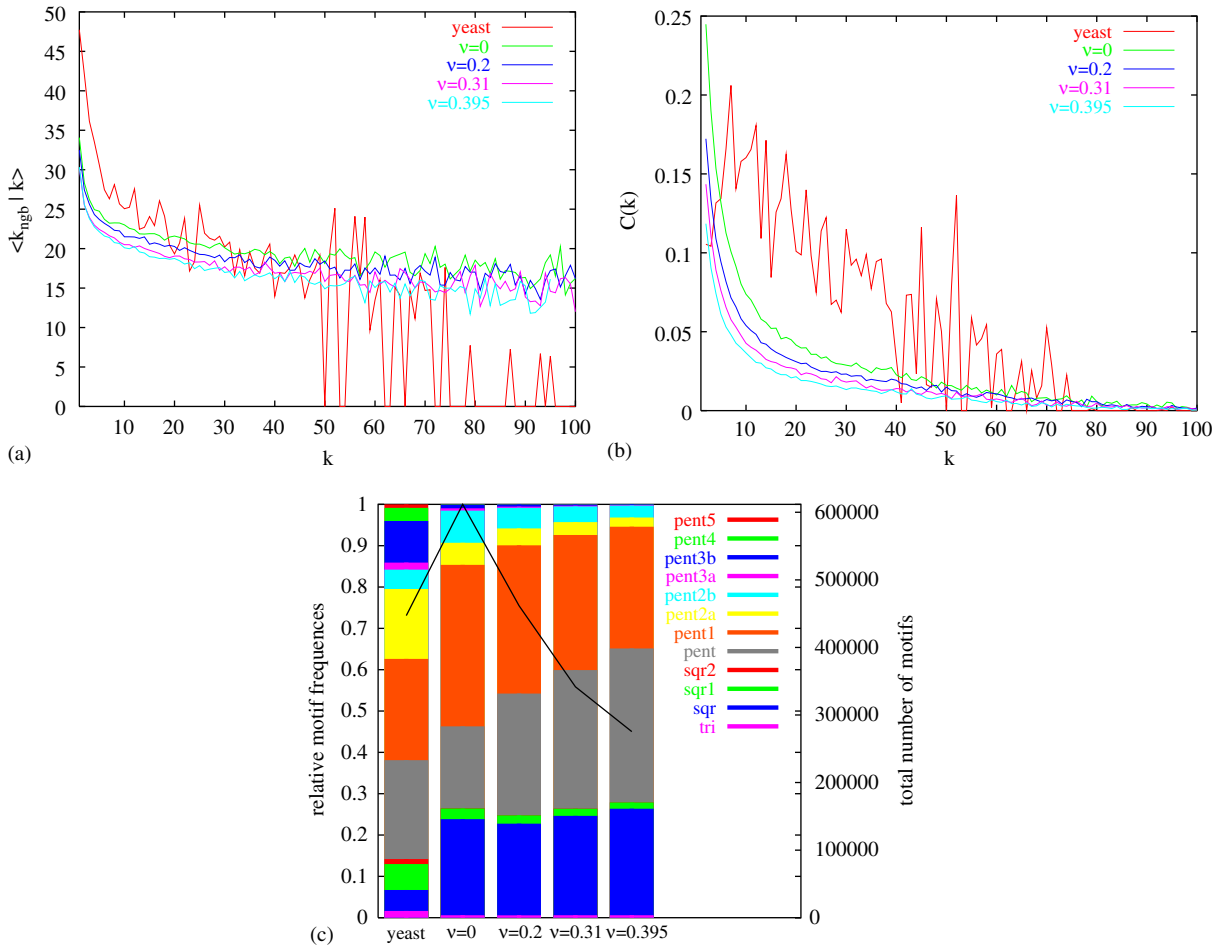 50
45
40
35
30
25
20
15
10
5
0
<k_ngb | k>
yeast
ν=0
ν=0.2
ν=0.31
ν=0.395
10 20 30 40 50 60 70 80 90 100
k
(a)
0.25
0.2
0.15
0.1
0.05
0
C(k)
yeast
ν=0
ν=0.2
ν=0.31
ν=0.395
10 20 30 40 50 60 70 80 90 100
k
(b)
1
0.9
0.8
0.7
0.6
0.5
0.4
0.3
0.2
0.1
0
relative motif frequences
pent5
pent4
pent3b
pent3a
pent2b
pent2a
pent1
pent
sqr2
sqr1
sqr
tri
600000
500000
400000
300000
200000
100000
0
total number of motifs
yeast ν=0 ν=0.2 ν=0.31 ν=0.395
(c)